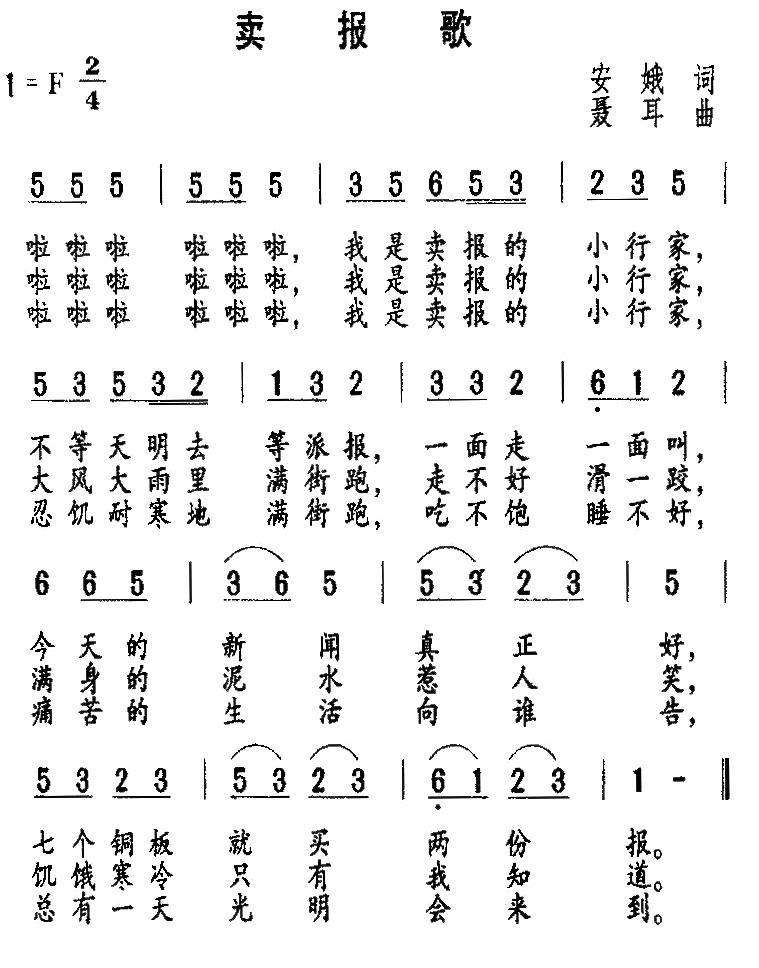 卖 报 歌
1 = F 2/4
安 娥 词
聂 耳 曲
5 5 5 | 5 5 5 | 3 5 6 5 3 | 2 3 5 |
啦啦啦 啦啦啦, 我是卖报的 小行家,
啦啦啦 啦啦啦, 我是卖报的 小行家,
啦啦啦 啦啦啦, 我是卖报的 小行家,
5 3 5 3 2 | 1 3 2 | 3 3 2 | 6̣ 1 2 |
不等天明去 等派报, 一面走 一面叫,
大风大雨里 满街跑, 走不好 滑一跤,
忍饥耐寒地 满街跑, 吃不饱 睡不好,
6 6 5 | 3 6 5 | 5 3 2 3 | 5 |
今天的 新闻 真正 好,
满身的 泥水 惹人 笑,
痛苦的 生活 向谁 告,
5 3 2 3 | 5 3 2 3 | 6̣ 1 2 3 | 1 - ‖
七个铜板 就买 两份 报。
饥饿寒冷 只有 我知 道。
总有一天 光明 会来 到。